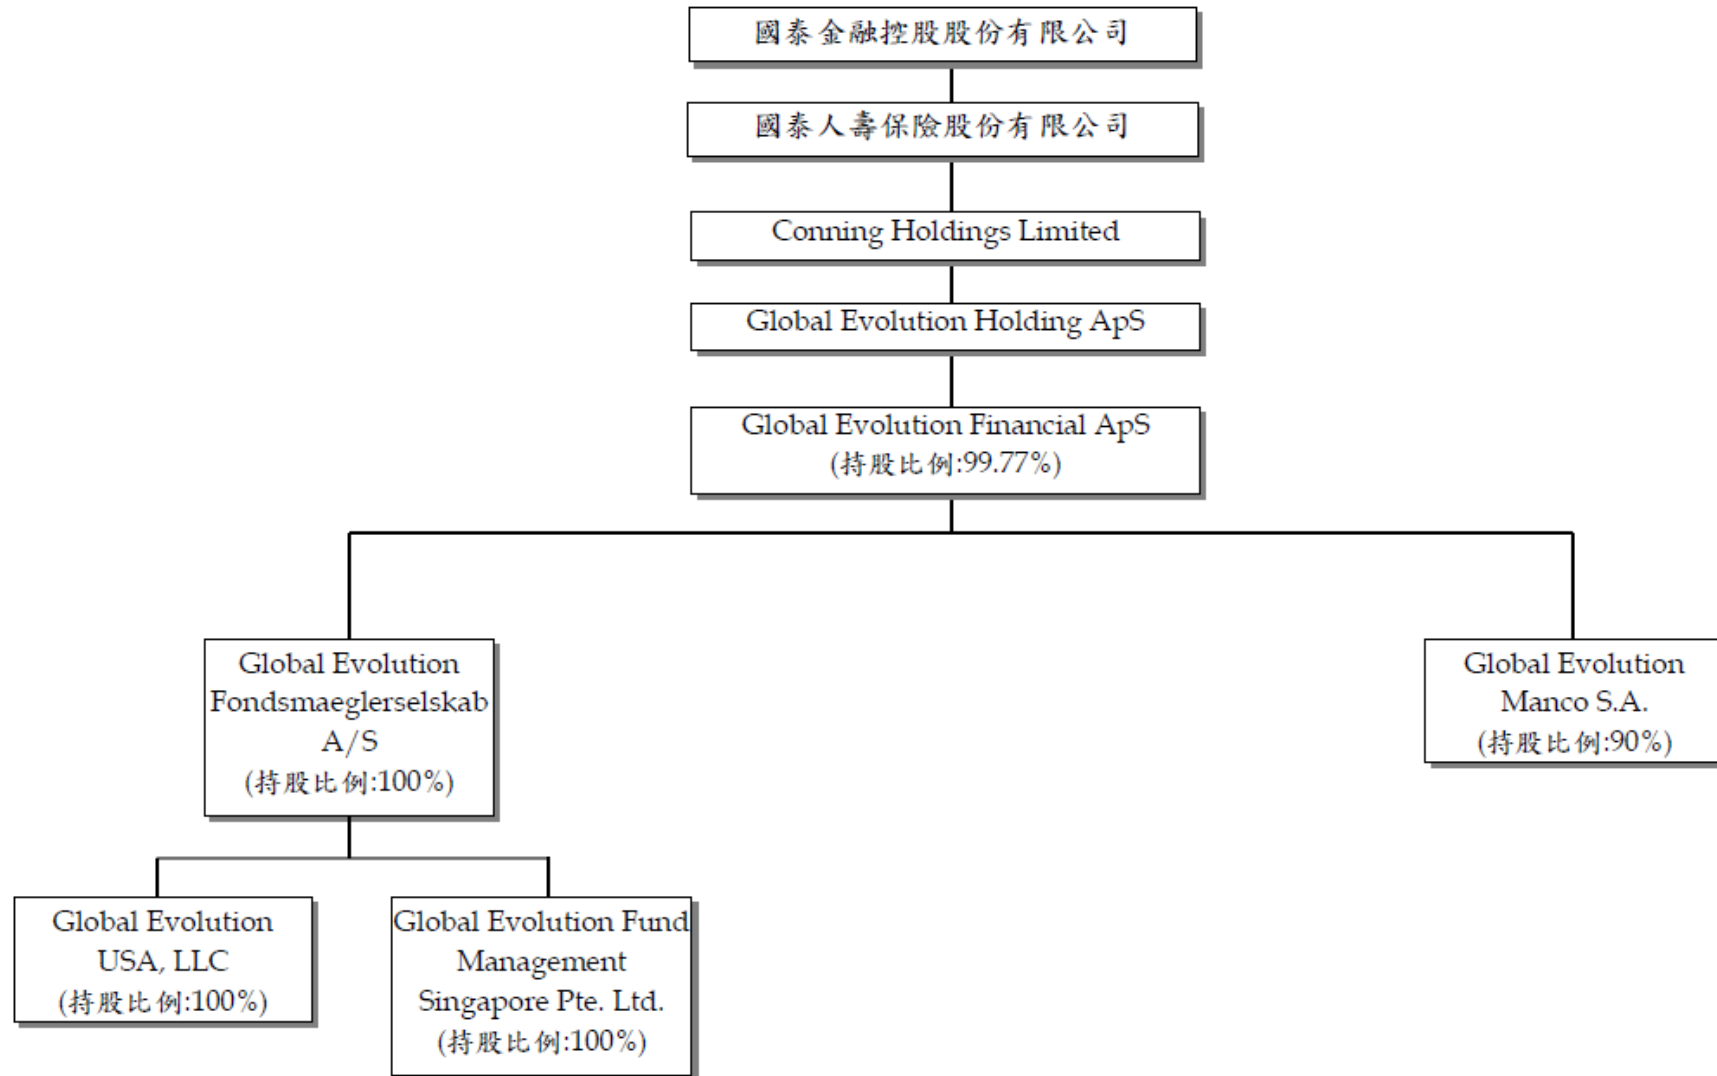 國泰金融控股股份有限公司
國泰人壽保險股份有限公司
Conning Holdings Limited
Global Evolution Holding ApS
Global Evolution Financial ApS
(持股比例:99.77%)
Global Evolution
Fondsmaeglerselskab
A/S
(持股比例:100%)
Global Evolution
Manco S.A.
(持股比例:90%)
Global Evolution
USA, LLC
(持股比例:100%)
Global Evolution Fund
Management
Singapore Pte. Ltd.
(持股比例:100%)